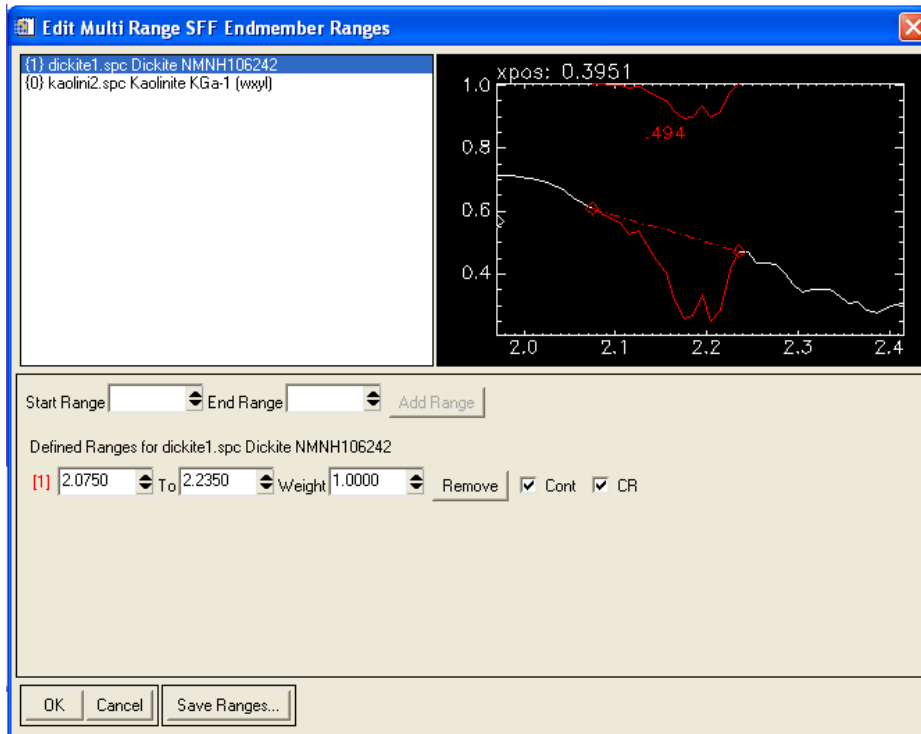 Edit Multi Range SFF Endmember Ranges
{1} dickite1.spc Dickite NMNH106242
{0} kaolini2.spc Kaolinite KGa-1 (wxyl)
xpos: 0.3951
1.0
.494
0.8
0.6
0.4
2.0 2.1 2.2 2.3 2.4
Start Range End Range Add Range
Defined Ranges for dickite1.spc Dickite NMNH106242
[1] 2.0750 To 2.2350 Weight 1.0000 Remove Cont CR
OK Cancel Save Ranges...